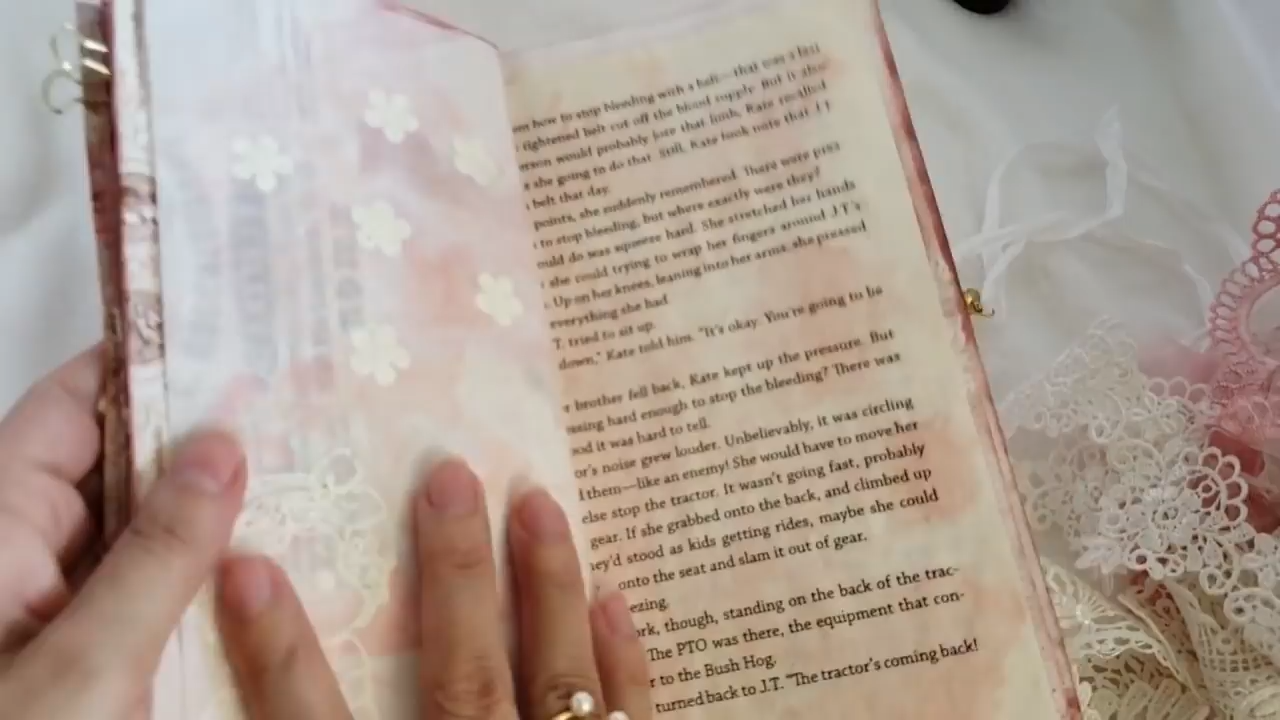 how to stop bleeding with a belt—that was a last
tightened belt cut off the blood supply. But it also
erson would probably lose that limb, Kate recalled
s she going to do that. Still, Kate took note that J.T
belt that day.
points, she suddenly remembered. There were pres
to stop bleeding, but where exactly were they?
ould do was squeeze hard. She stretched her hands
she could trying to wrap her fingers around J.T.'s
. Up on her knees, leaning into her arms, she pressed
everything she had.
T. tried to sit up.
down," Kate told him. "It's okay. You're going to be
r brother fell back, Kate kept up the pressure. But
essing hard enough to stop the bleeding? There was
ood it was hard to tell.
or's noise grew louder. Unbelievably, it was circling
d them—like an enemy! She would have to move her
else stop the tractor. It wasn't going fast, probably
gear. If she grabbed onto the back, and climbed up
hey'd stood as kids getting rides, maybe she could
onto the seat and slam it out of gear.
ezing.
ork, though, standing on the back of the trac-
The PTO was there, the equipment that con-
r to the Bush Hog.
turned back to J.T. "The tractor's coming back!